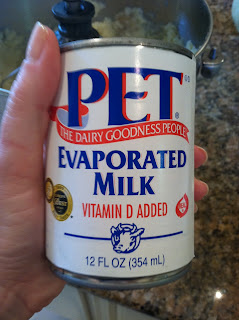 PET®
THE DAIRY GOODNESS PEOPLE
EVAPORATED
MILK
VITAMIN D ADDED
12 FL OZ (354 mL)